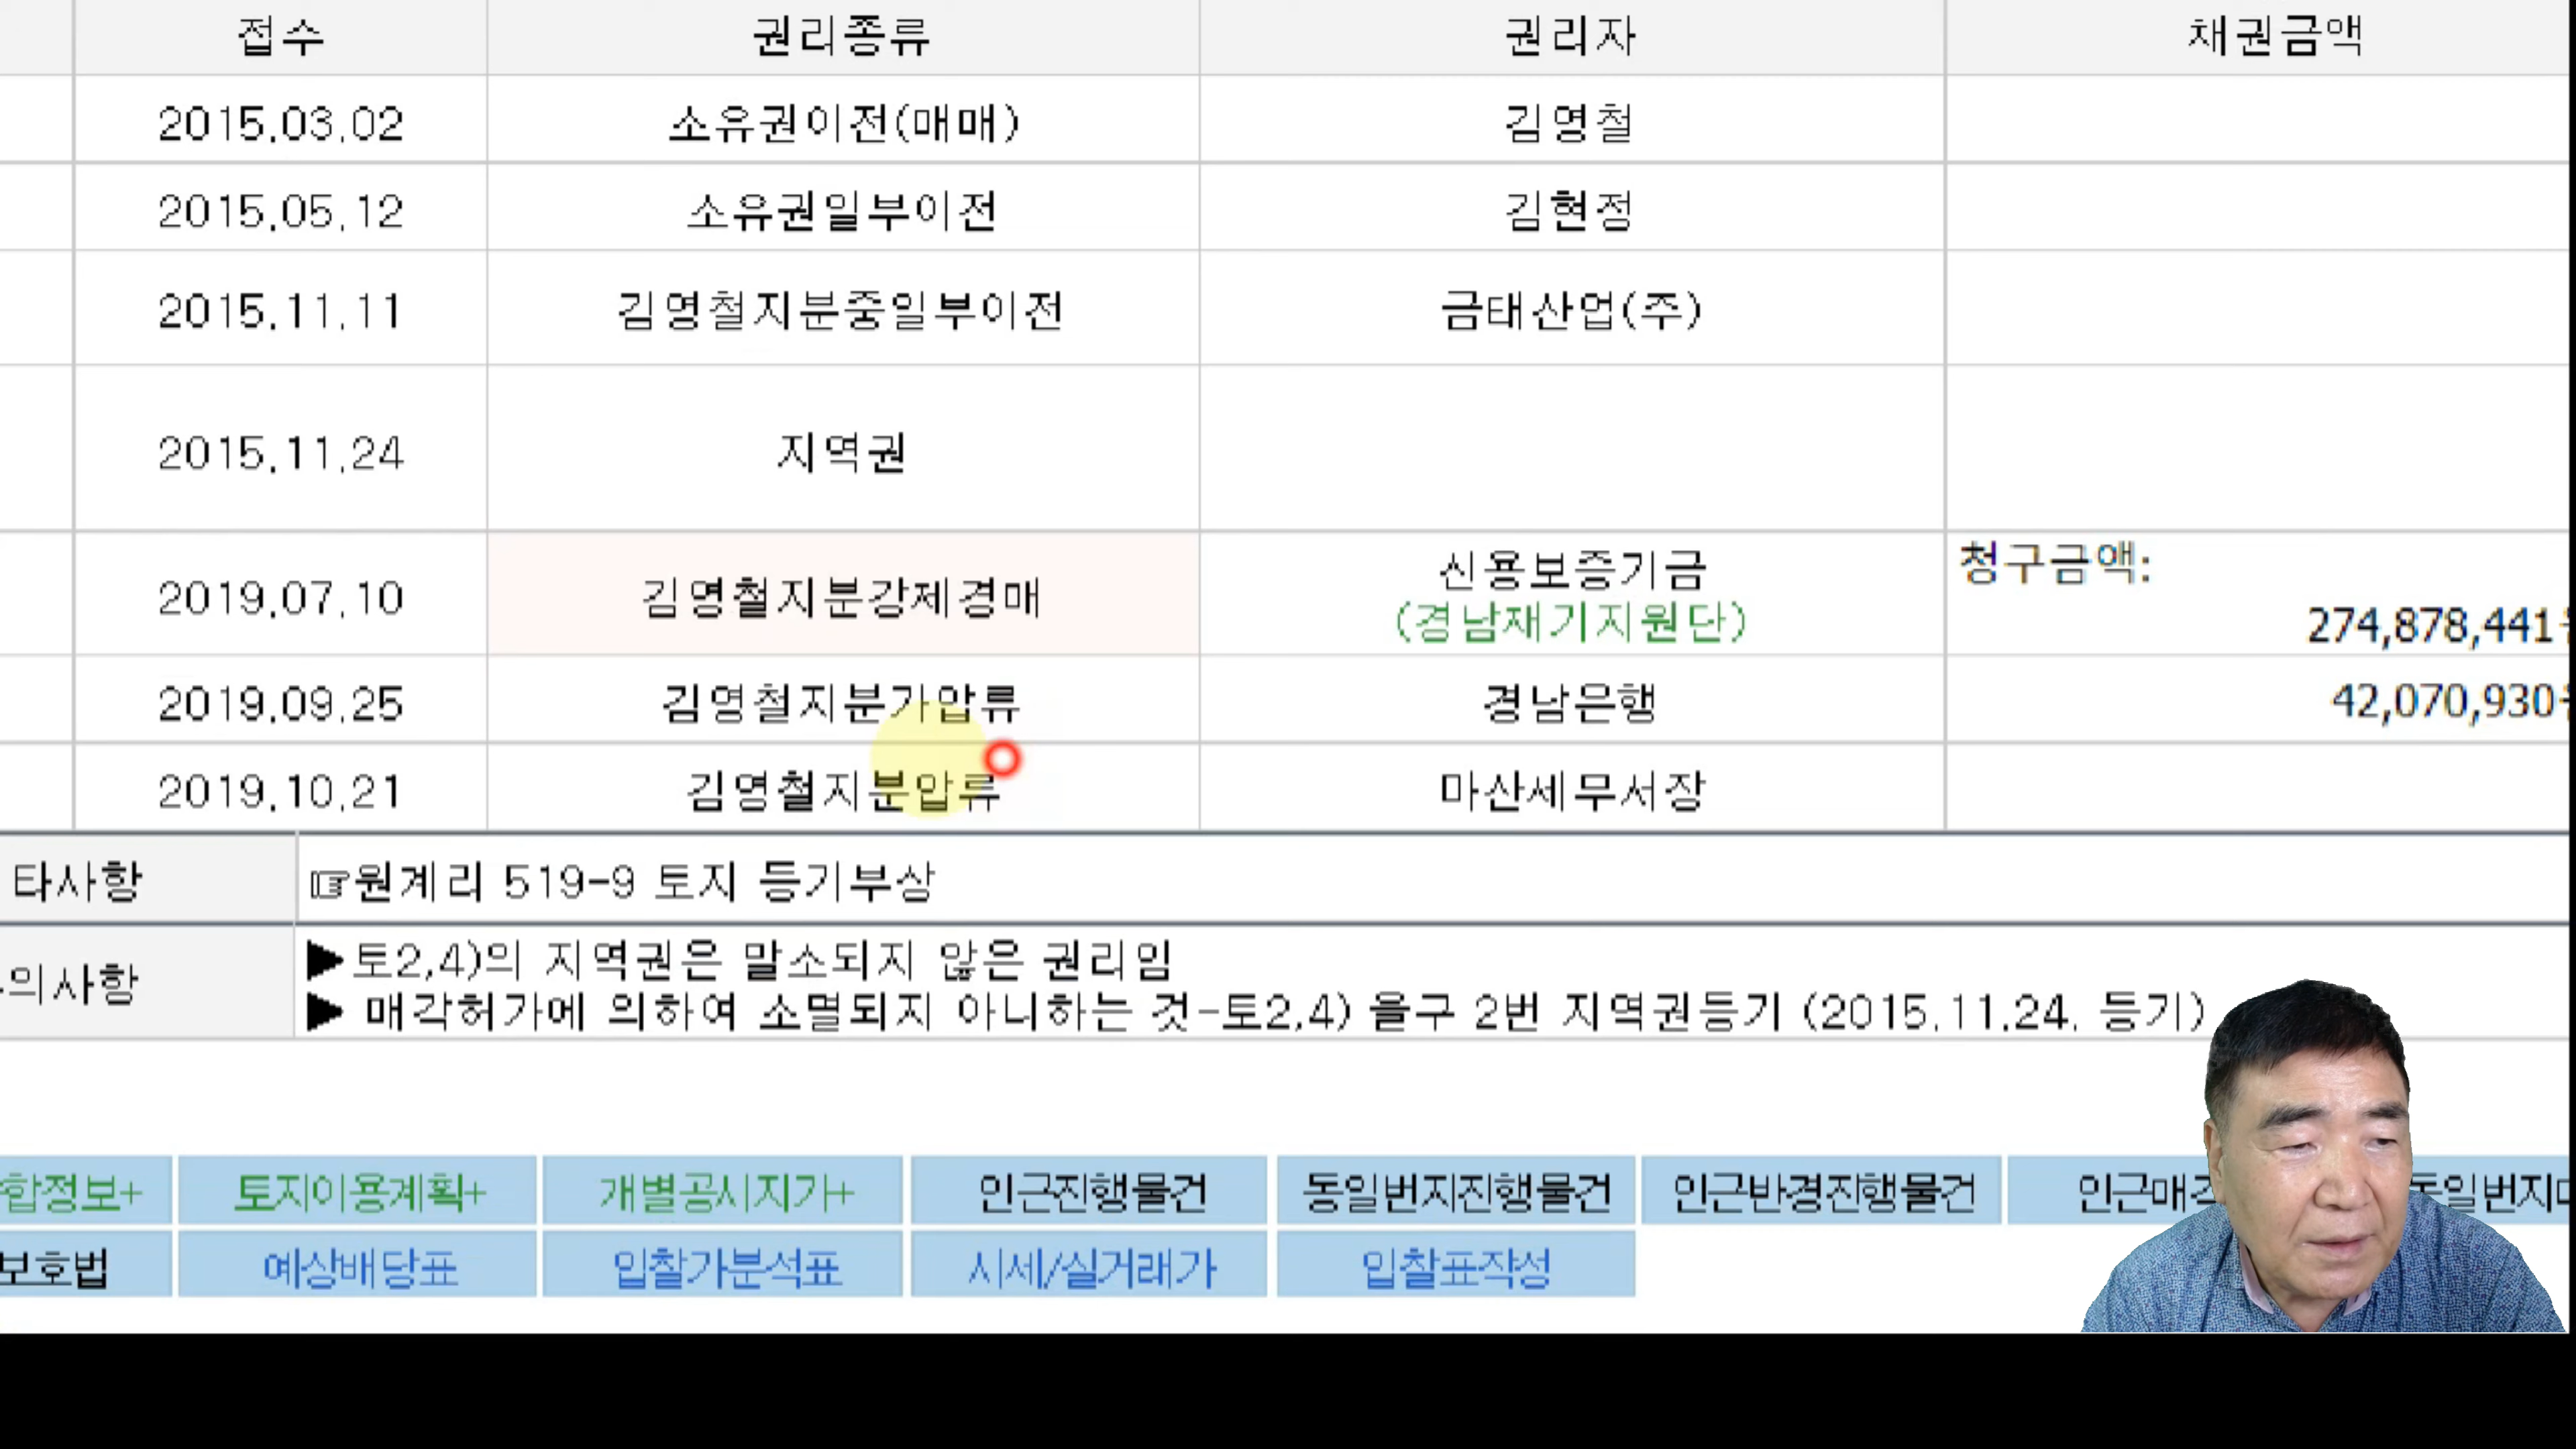 접수 권리종류 권리자 채권금액
2015.03.02 소유권이전(매매) 김영철
2015.05.12 소유권일부이전 김현정
2015.11.11 김영철지분중일부이전 금태산업(주)
2015.11.24 지역권
2019.07.10 김영철지분강제경매 신용보증기금 청구금액:
(경남재기지원단) 274,878,441
2019.09.25 김영철지분가압류 경남은행 42,070,930
2019.10.21 김영철지분압류 마산세무서장
타사항 ☞원계리 519-9 토지 등기부상
의사항 ▶토2,4)의 지역권은 말소되지 않은 권리임
▶ 매각허가에 의하여 소멸되지 아니하는 것-토2,4) 을구 2번 지역권등기 (2015.11.24. 등기)
합정보+ 토지이용계획+ 개별공시지가+ 인근진행물건 동일번지진행물건 인근반경진행물건 인근매 동일번지
보호법 예상배당표 입찰가분석표 시세/실거래가 입찰표작성